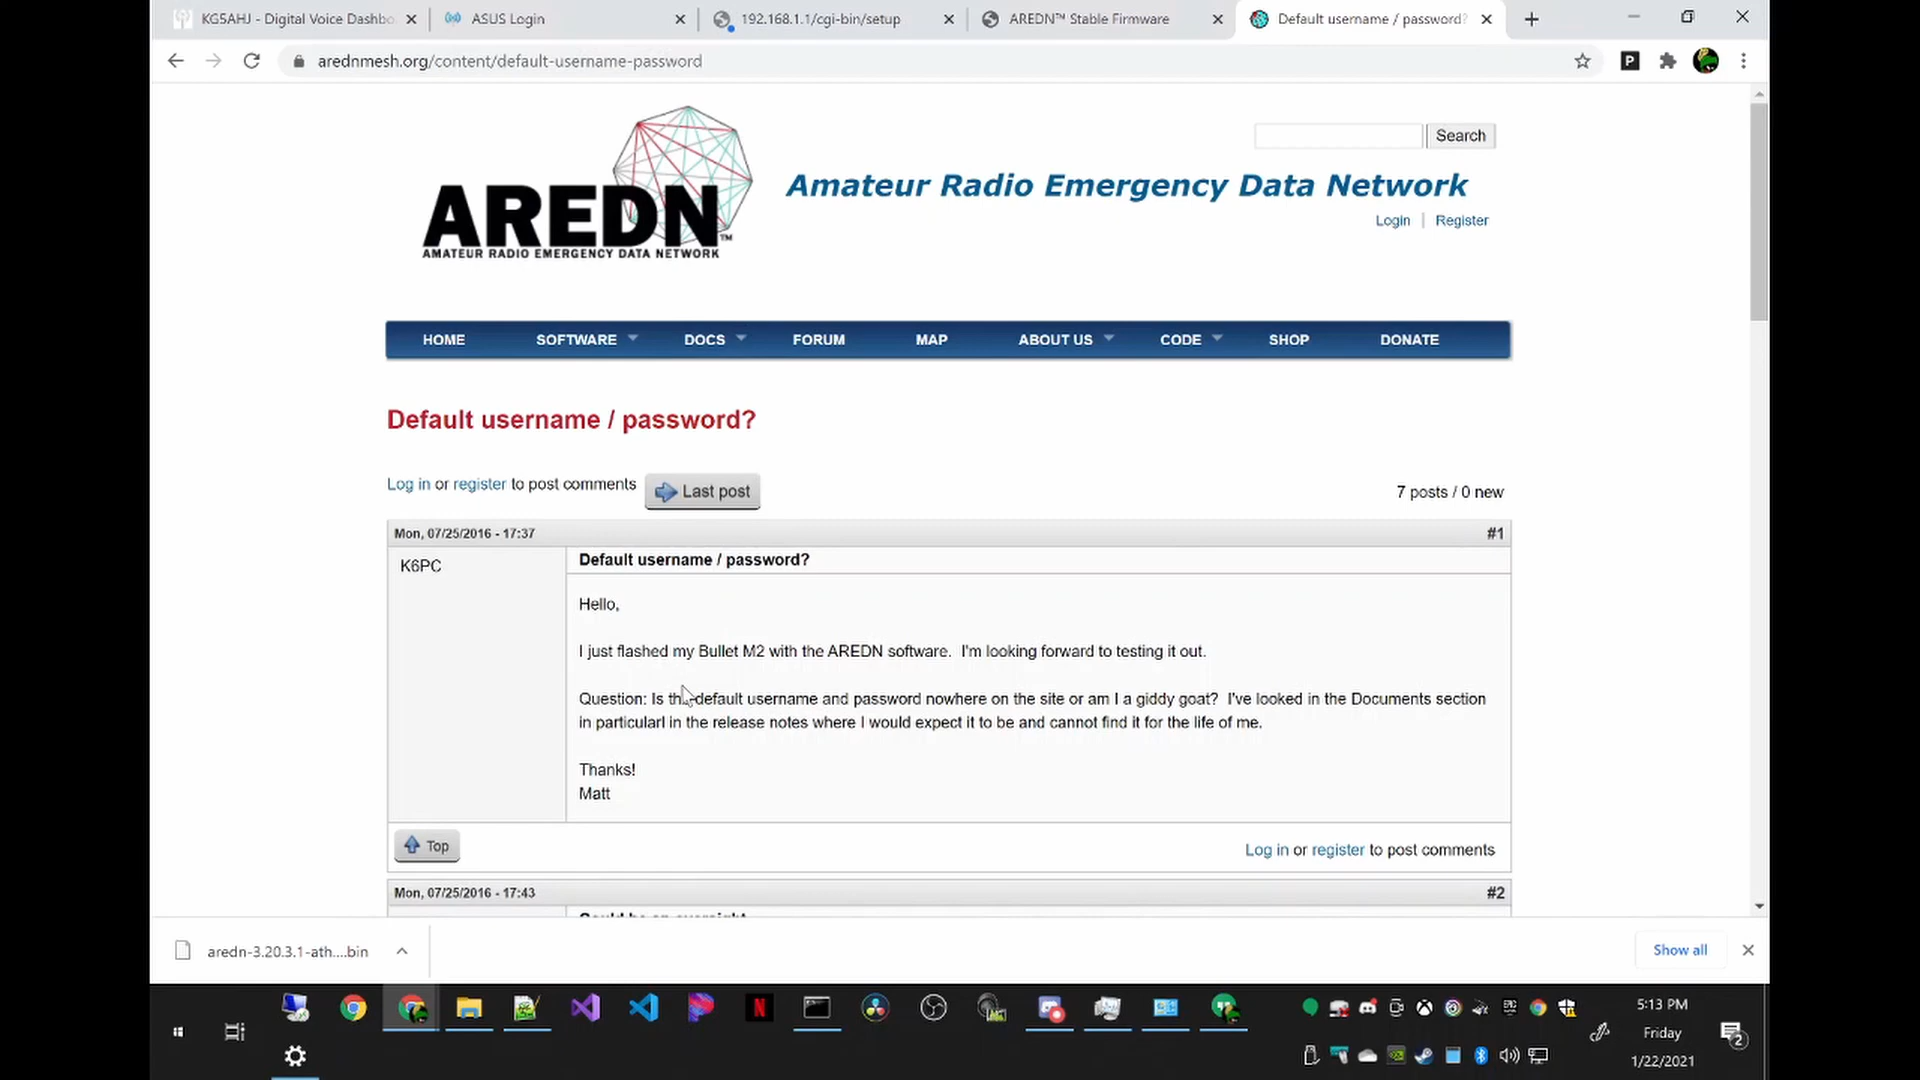 KG5AHJ - Digital Voice Dashbo
ASUS Login
192.168.1.1/cgi-bin/setup
AREDN™ Stable Firmware
Default username / password?
arednmesh.org/content/default-username-password
P
Search
AREDN™
AMATEUR RADIO EMERGENCY DATA NETWORK
Amateur Radio Emergency Data Network
Login | Register
HOME SOFTWARE DOCS FORUM MAP ABOUT US CODE SHOP DONATE
Default username / password?
Log in or register to post comments
Last post
7 posts / 0 new
Mon, 07/25/2016 - 17:37 #1
K6PC
Default username / password?
Hello,
I just flashed my Bullet M2 with the AREDN software. I'm looking forward to testing it out.
Question: Is the default username and password nowhere on the site or am I a giddy goat? I've looked in the Documents section
in particularl in the release notes where I would expect it to be and cannot find it for the life of me.
Thanks!
Matt
Top
Log in or register to post comments
Mon, 07/25/2016 - 17:43 #2
aredn-3.20.3.1-ath....bin
Show all
N
5:13 PM
Friday
1/22/2021
2